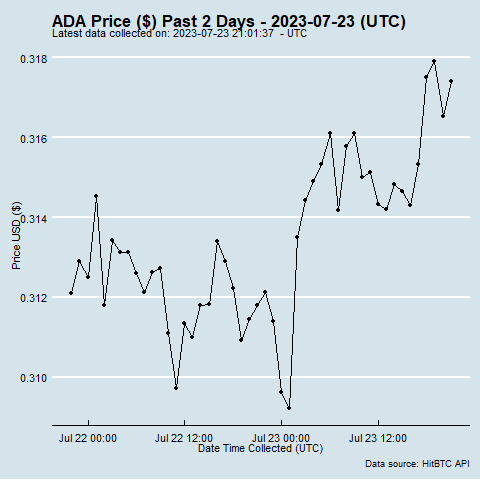 ADA Price ($) Past 2 Days - 2023-07-23 (UTC)
Latest data collected on: 2023-07-23 21:01:37 - UTC
0.318
0.316
0.314
0.312
0.310
Price USD ($)
Jul 22 00:00
Jul 22 12:00
Jul 23 00:00
Jul 23 12:00
Date Time Collected (UTC)
Data source: HitBTC API